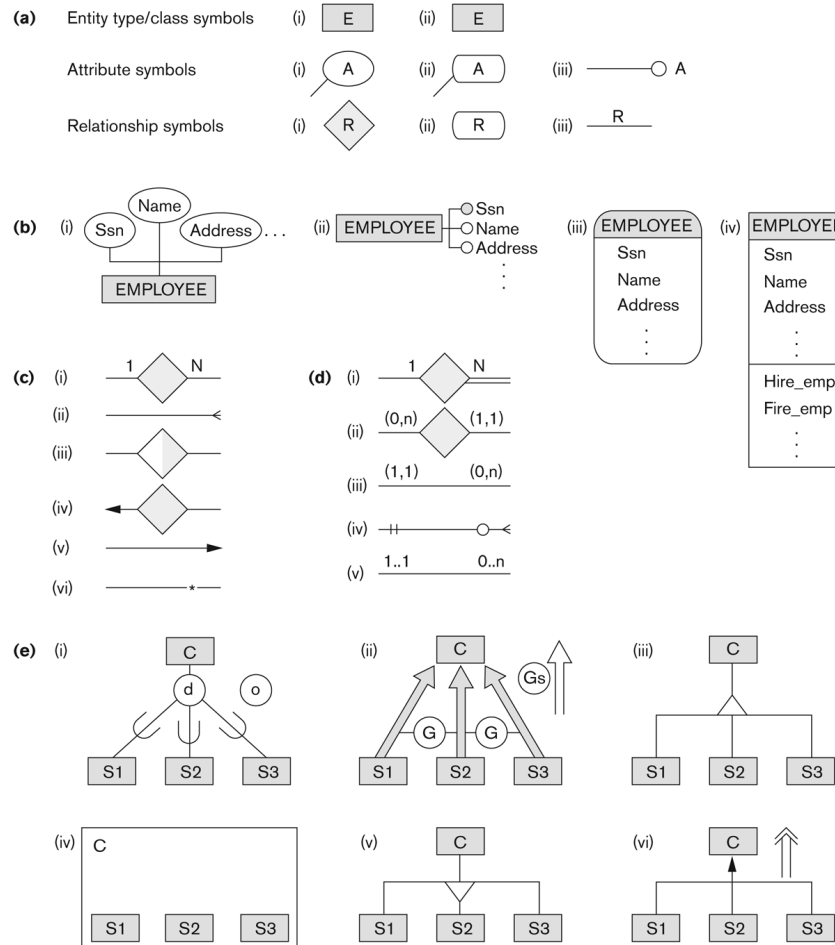 (a) Entity type/class symbols (i) E (ii) E
Attribute symbols (i) A (ii) A (iii) A
Relationship symbols (i) R (ii) R (iii) R
(b) (i) Ssn Name Address . . .
EMPLOYEE
(ii) EMPLOYEE Ssn
Name
Address
(iii) EMPLOYEE
Ssn
Name
Address
(iv) EMPLOYEE
Ssn
Name
Address
Hire_emp
Fire_emp
(c) (i) 1 N
(ii)
(iii)
(iv)
(v)
(vi) *
(d) (i) 1 N
(ii) (0,n) (1,1)
(iii) (1,1) (0,n)
(iv)
(v) 1..1 0..n
(e) (i) C
d o
S1 S2 S3
(ii) C
Gs
G G
S1 S2 S3
(iii) C
S1 S2 S3
(iv) C
S1 S2 S3
(v) C
S1 S2 S3
(vi) C
S1 S2 S3